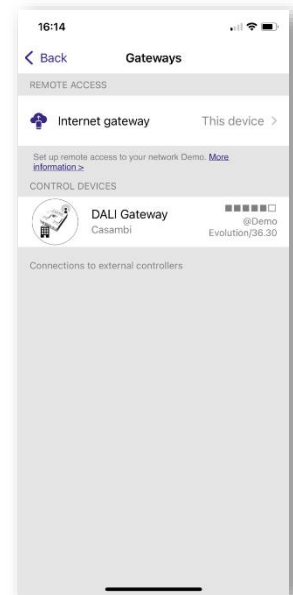 16:14
Back Gateways
REMOTE ACCESS
Internet gateway This device >
Set up remote access to your network Demo. More
information >
CONTROL DEVICES
DALI Gateway
Casambi
@Demo
Evolution/36.30
Connections to external controllers